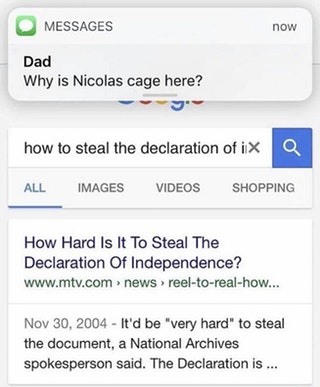 MESSAGES now
Dad
Why is Nicolas cage here?
how to steal the declaration of i
ALL IMAGES VIDEOS SHOPPING
How Hard Is It To Steal The
Declaration Of Independence?
www.mtv.com › news › reel-to-real-how...
Nov 30, 2004 - It'd be "very hard" to steal
the document, a National Archives
spokesperson said. The Declaration is ...